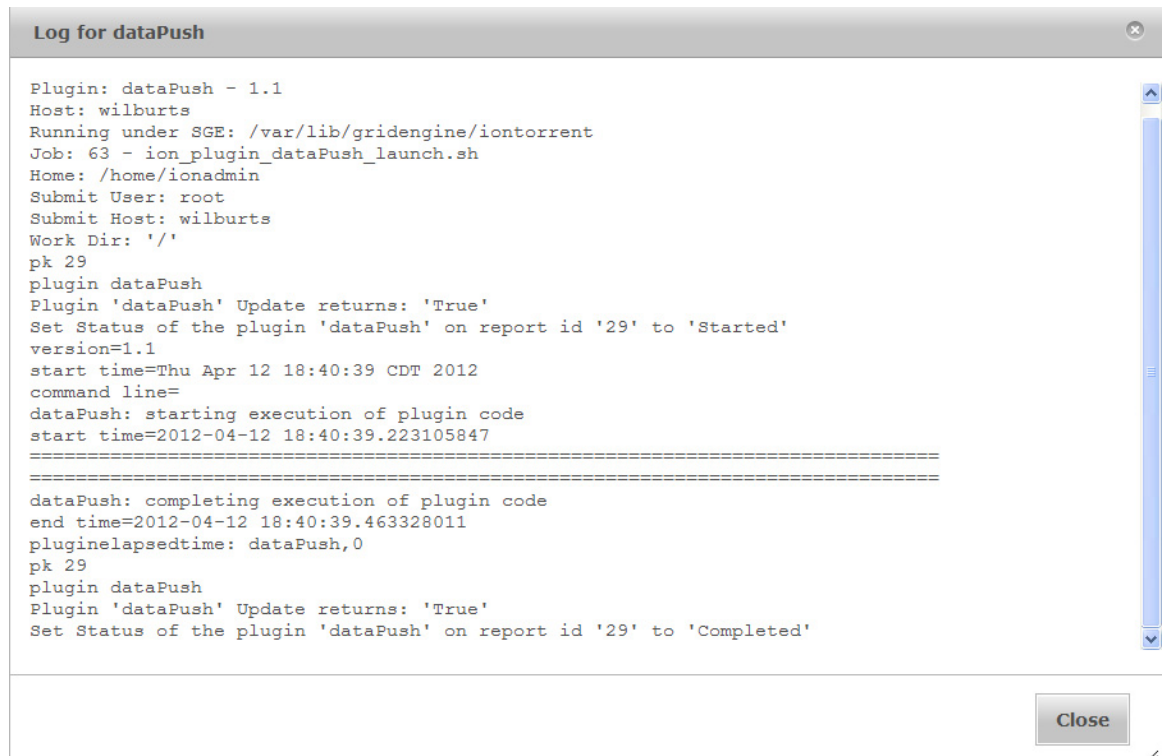 Log for dataPush
Plugin: dataPush - 1.1
Host: wilburts
Running under SGE: /var/lib/gridengine/iontorrent
Job: 63 - ion_plugin_dataPush_launch.sh
Home: /home/ionadmin
Submit User: root
Submit Host: wilburts
Work Dir: '/'
pk 29
plugin dataPush
Plugin 'dataPush' Update returns: 'True'
Set Status of the plugin 'dataPush' on report id '29' to 'Started'
version=1.1
start time=Thu Apr 12 18:40:39 CDT 2012
command line=
dataPush: starting execution of plugin code
start time=2012-04-12 18:40:39.223105847
===============================================================================
===============================================================================
dataPush: completing execution of plugin code
end time=2012-04-12 18:40:39.463328011
pluginelapsedtime: dataPush,0
pk 29
plugin dataPush
Plugin 'dataPush' Update returns: 'True'
Set Status of the plugin 'dataPush' on report id '29' to 'Completed'
Close